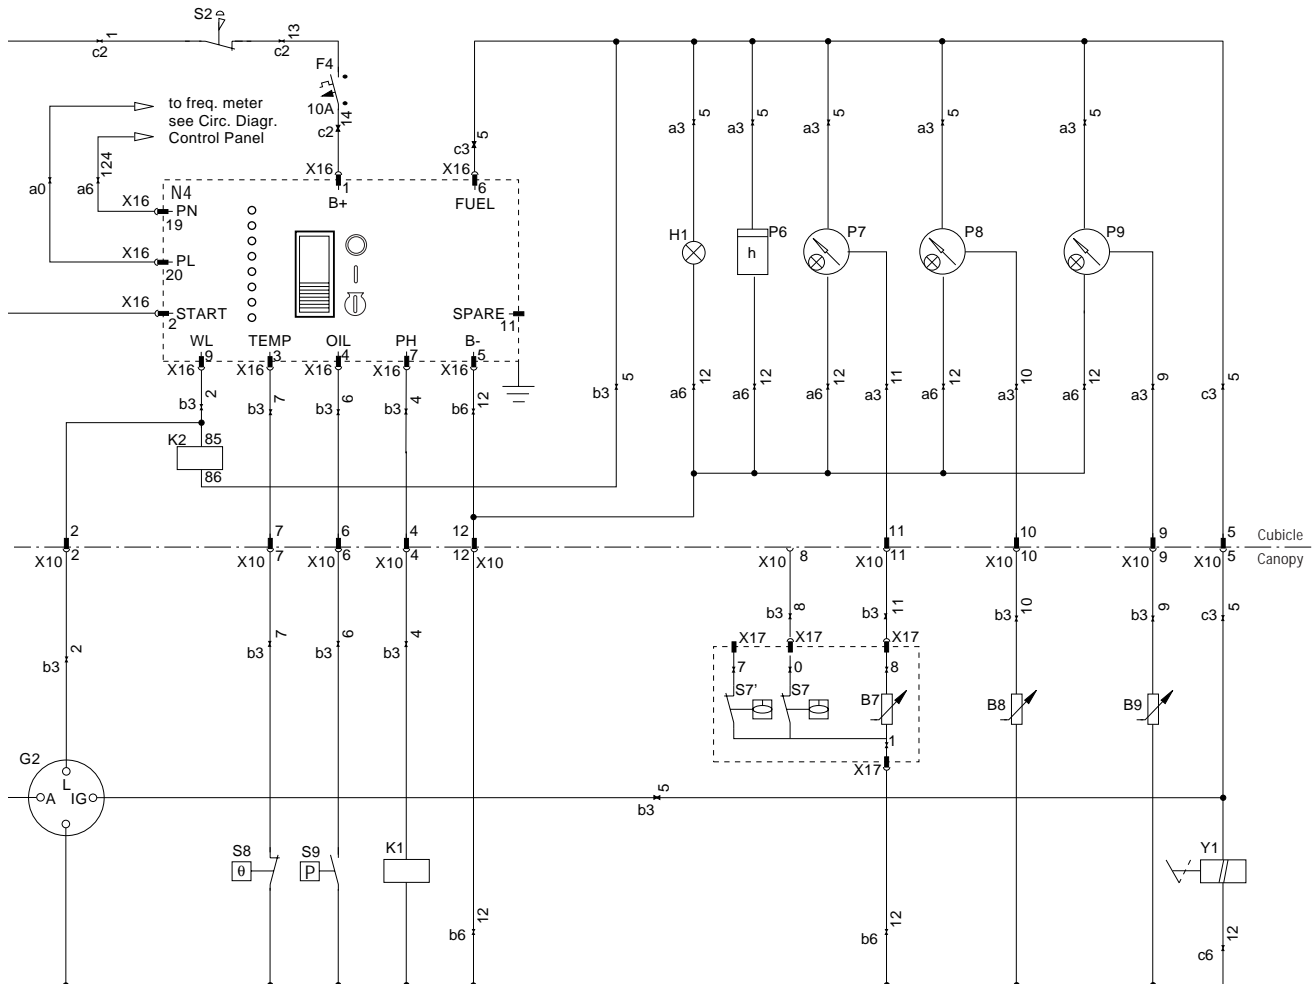 S2
1
c2
13
c2
F4
10A
14
c2
to freq. meter
see Circ. Diagr.
Control Panel
124
a0
a6
5
c3
a3 5
a3 5
a3 5
a3 5
a3 5
X16
X16
1
6
N4
B+
FUEL
X16
PN
19
X16
PL
20
X16
START
2
SPARE
11
H1
P6
h
P7
P8
P9
WL
TEMP
OIL
PH
B-
9
3
4
7
5
X16
X16
X16
X16
X16
b3 2
b3 7
b3 6
b3 4
b6 12
b3 5
a6 12
a6 12
a6 12
a3 11
a6 12
a3 10
a6 12
a3 9
c3 5
K2
85
86
2
7
6
4
12
11
10
9
5
Cubicle
X10 2
X10 7
X10 6
X10 4
12 X10
X10 8
X10 11
X10 10
X10 9
X10 5
Canopy
b3 2
b3 7
b3 6
b3 4
b3 8
b3 11
b3 10
b3 9
c3 5
X17
X17
X17
7
0
8
S7'
S7
B7
B8
B9
1
X17
G2
L
A
IG
b3 5
S8
θ
S9
P
K1
Y1
b6 12
b6 12
c6 12